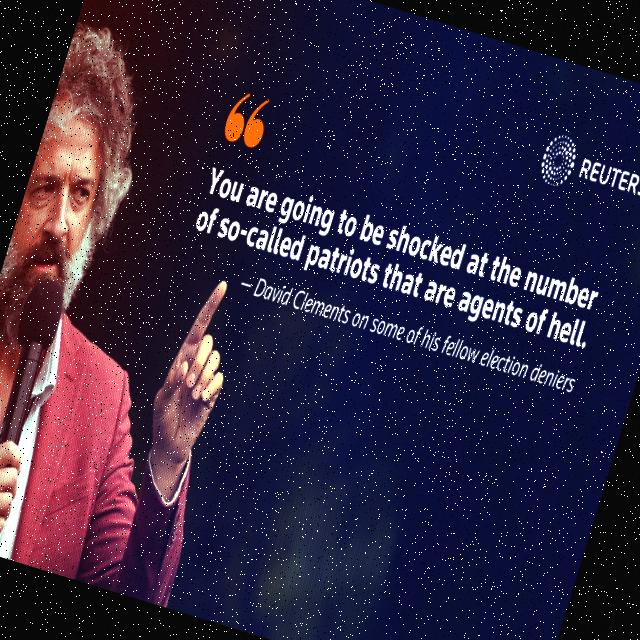 “
REUTER
You are going to be shocked at the number
of so-called patriots that are agents of hell.
– David Clements on some of his fellow election deniers